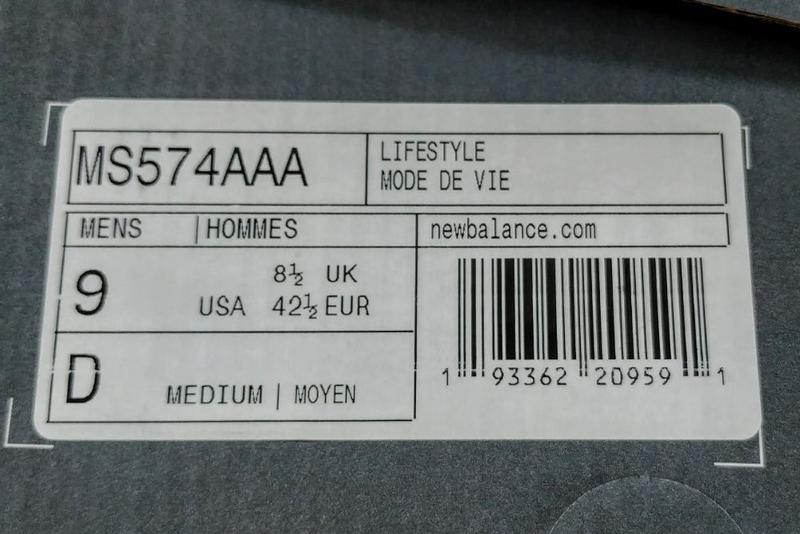 MS574AAA
LIFESTYLE
MODE DE VIE
MENS | HOMMES
newbalance.com
9
8½ UK
USA 42½ EUR
D
MEDIUM | MOYEN
1 93362 20959 1